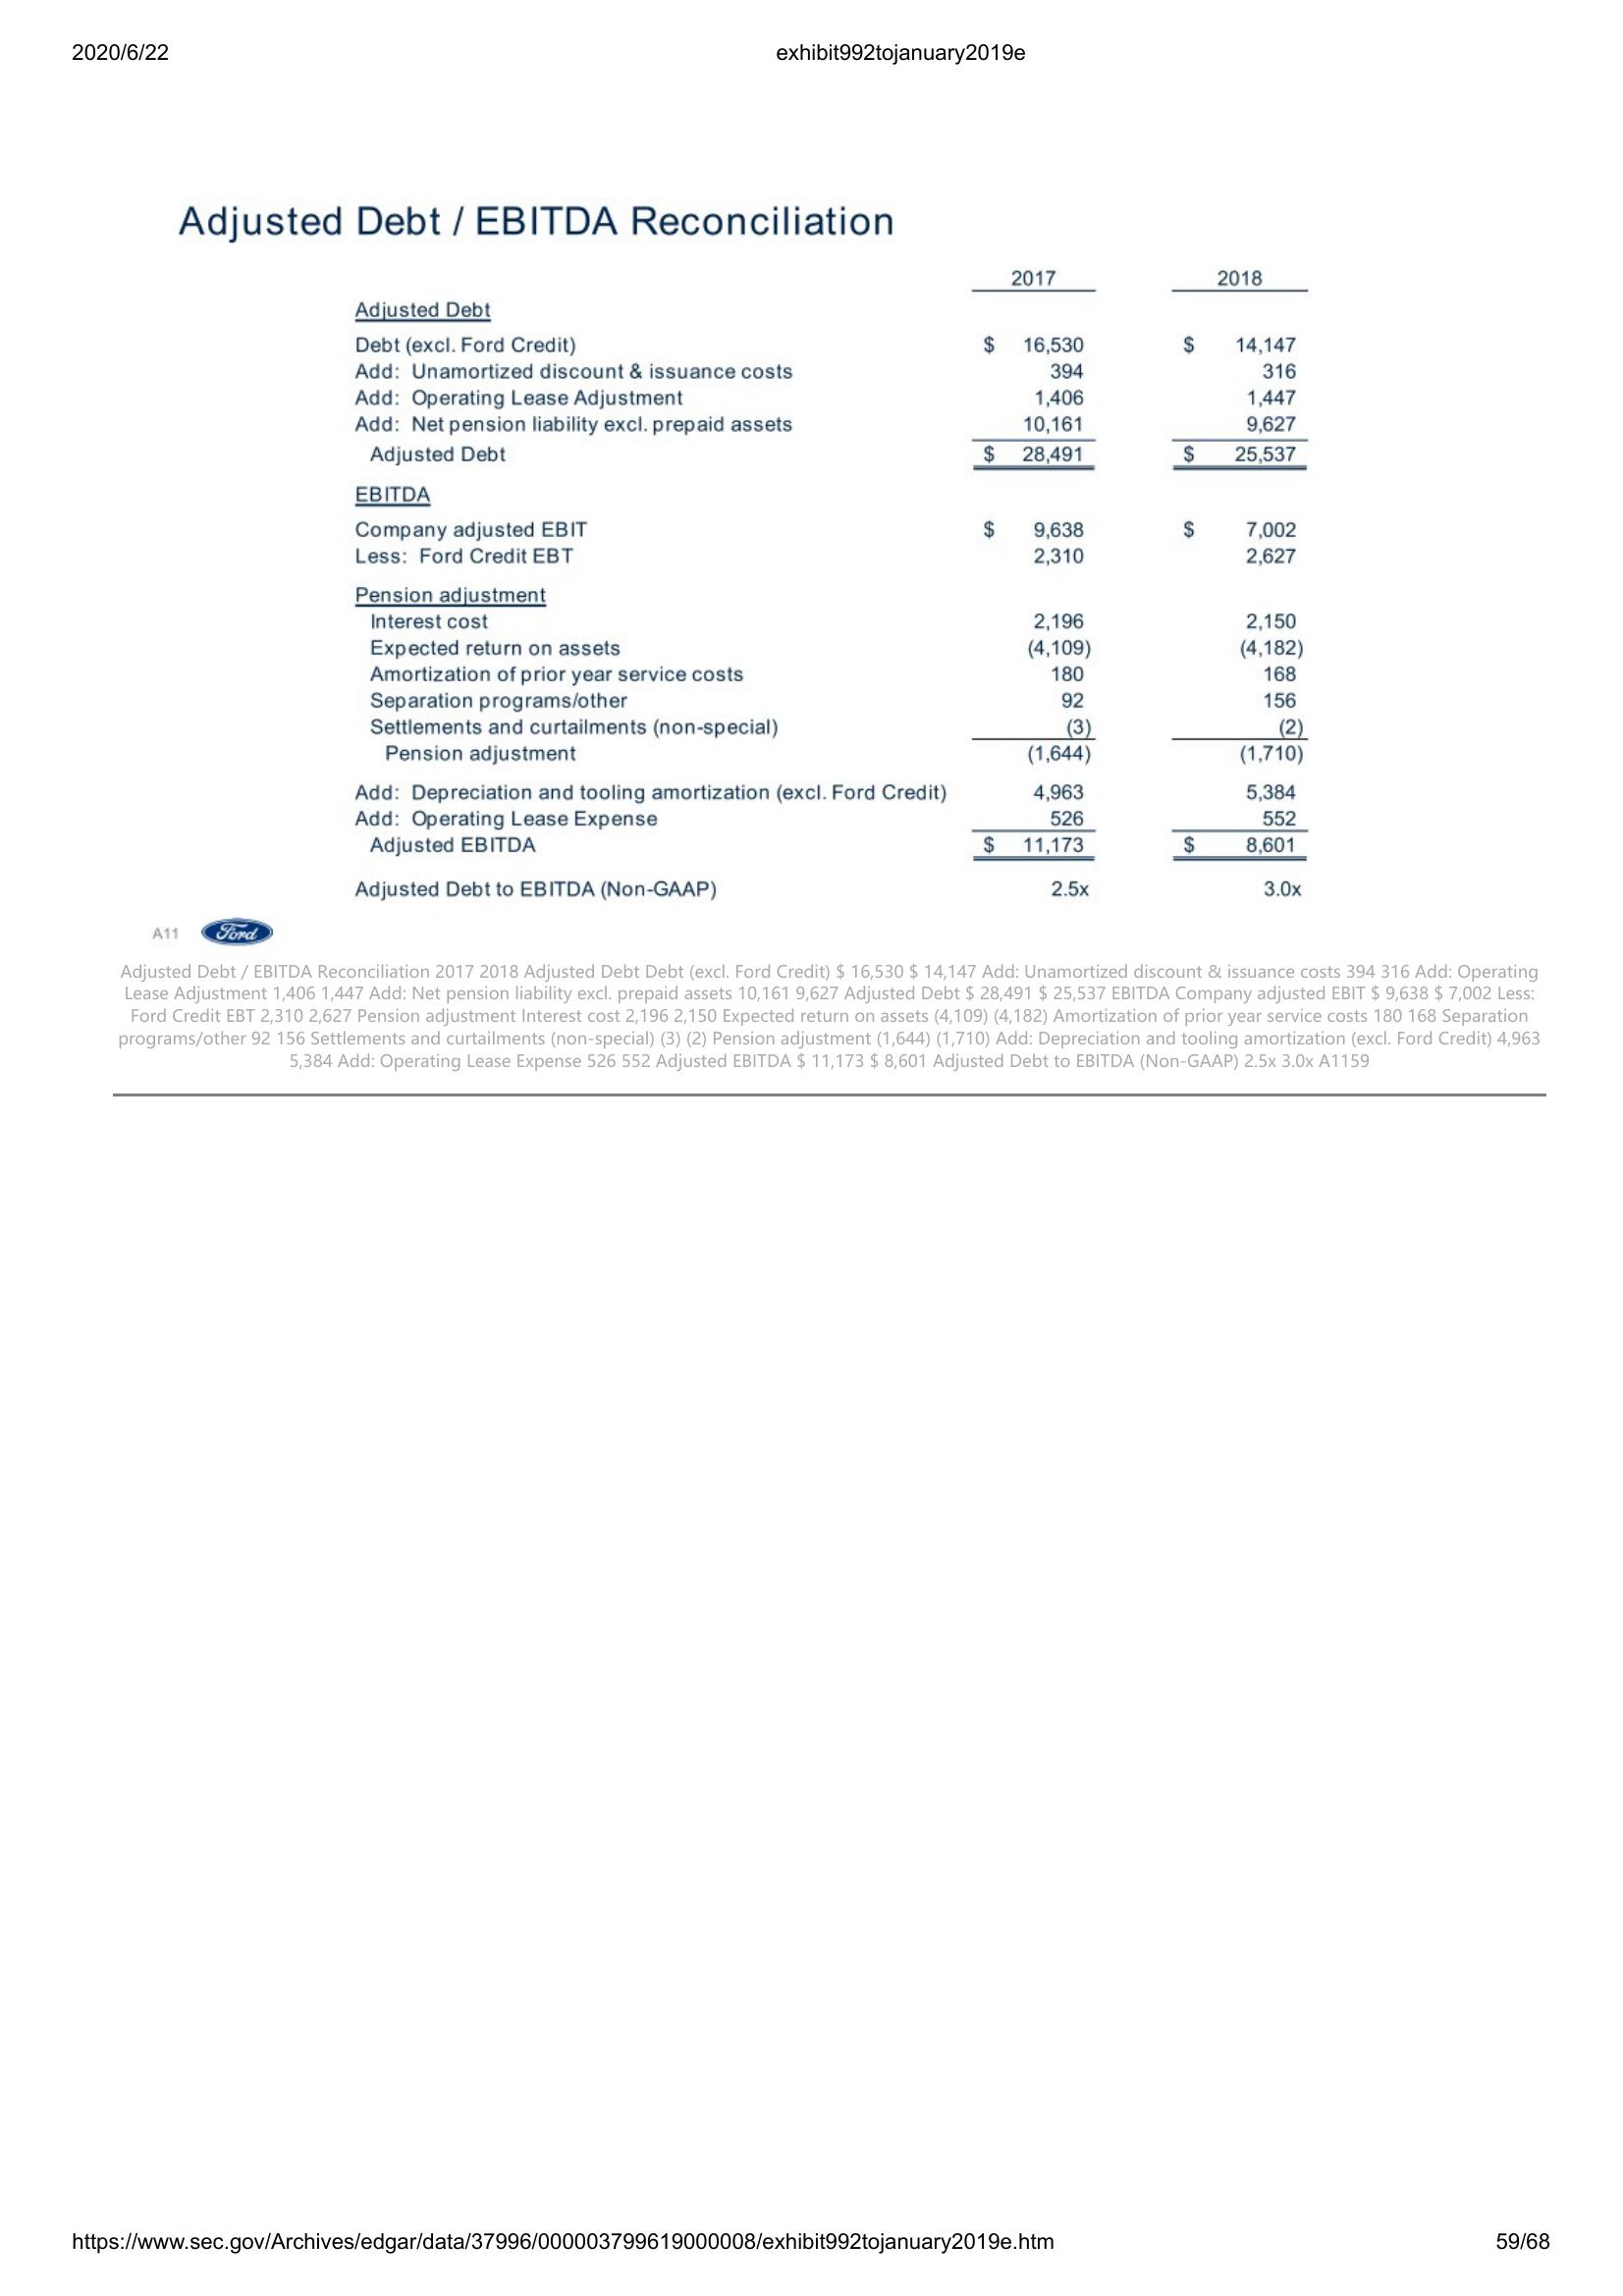 2020/6/22 exhibit992tojanuary2019e
Adjusted Debt / EBITDA Reconciliation
2017 2018
Adjusted Debt
Debt (excl. Ford Credit) $ 16,530 $ 14,147
Add: Unamortized discount & issuance costs 394 316
Add: Operating Lease Adjustment 1,406 1,447
Add: Net pension liability excl. prepaid assets 10,161 9,627
Adjusted Debt $ 28,491 $ 25,537
EBITDA
Company adjusted EBIT $ 9,638 $ 7,002
Less: Ford Credit EBT 2,310 2,627
Pension adjustment
Interest cost 2,196 2,150
Expected return on assets (4,109) (4,182)
Amortization of prior year service costs 180 168
Separation programs/other 92 156
Settlements and curtailments (non-special) (3) (2)
Pension adjustment (1,644) (1,710)
Add: Depreciation and tooling amortization (excl. Ford Credit) 4,963 5,384
Add: Operating Lease Expense 526 552
Adjusted EBITDA $ 11,173 $ 8,601
Adjusted Debt to EBITDA (Non-GAAP) 2.5x 3.0x
A11 Ford
Adjusted Debt / EBITDA Reconciliation 2017 2018 Adjusted Debt Debt (excl. Ford Credit) $ 16,530 $ 14,147 Add: Unamortized discount & issuance costs 394 316 Add: Operating
Lease Adjustment 1,406 1,447 Add: Net pension liability excl. prepaid assets 10,161 9,627 Adjusted Debt $ 28,491 $ 25,537 EBITDA Company adjusted EBIT $ 9,638 $ 7,002 Less:
Ford Credit EBT 2,310 2,627 Pension adjustment Interest cost 2,196 2,150 Expected return on assets (4,109) (4,182) Amortization of prior year service costs 180 168 Separation
programs/other 92 156 Settlements and curtailments (non-special) (3) (2) Pension adjustment (1,644) (1,710) Add: Depreciation and tooling amortization (excl. Ford Credit) 4,963
5,384 Add: Operating Lease Expense 526 552 Adjusted EBITDA $ 11,173 $ 8,601 Adjusted Debt to EBITDA (Non-GAAP) 2.5x 3.0x A1159
https://www.sec.gov/Archives/edgar/data/37996/000003799619000008/exhibit992tojanuary2019e.htm 59/68